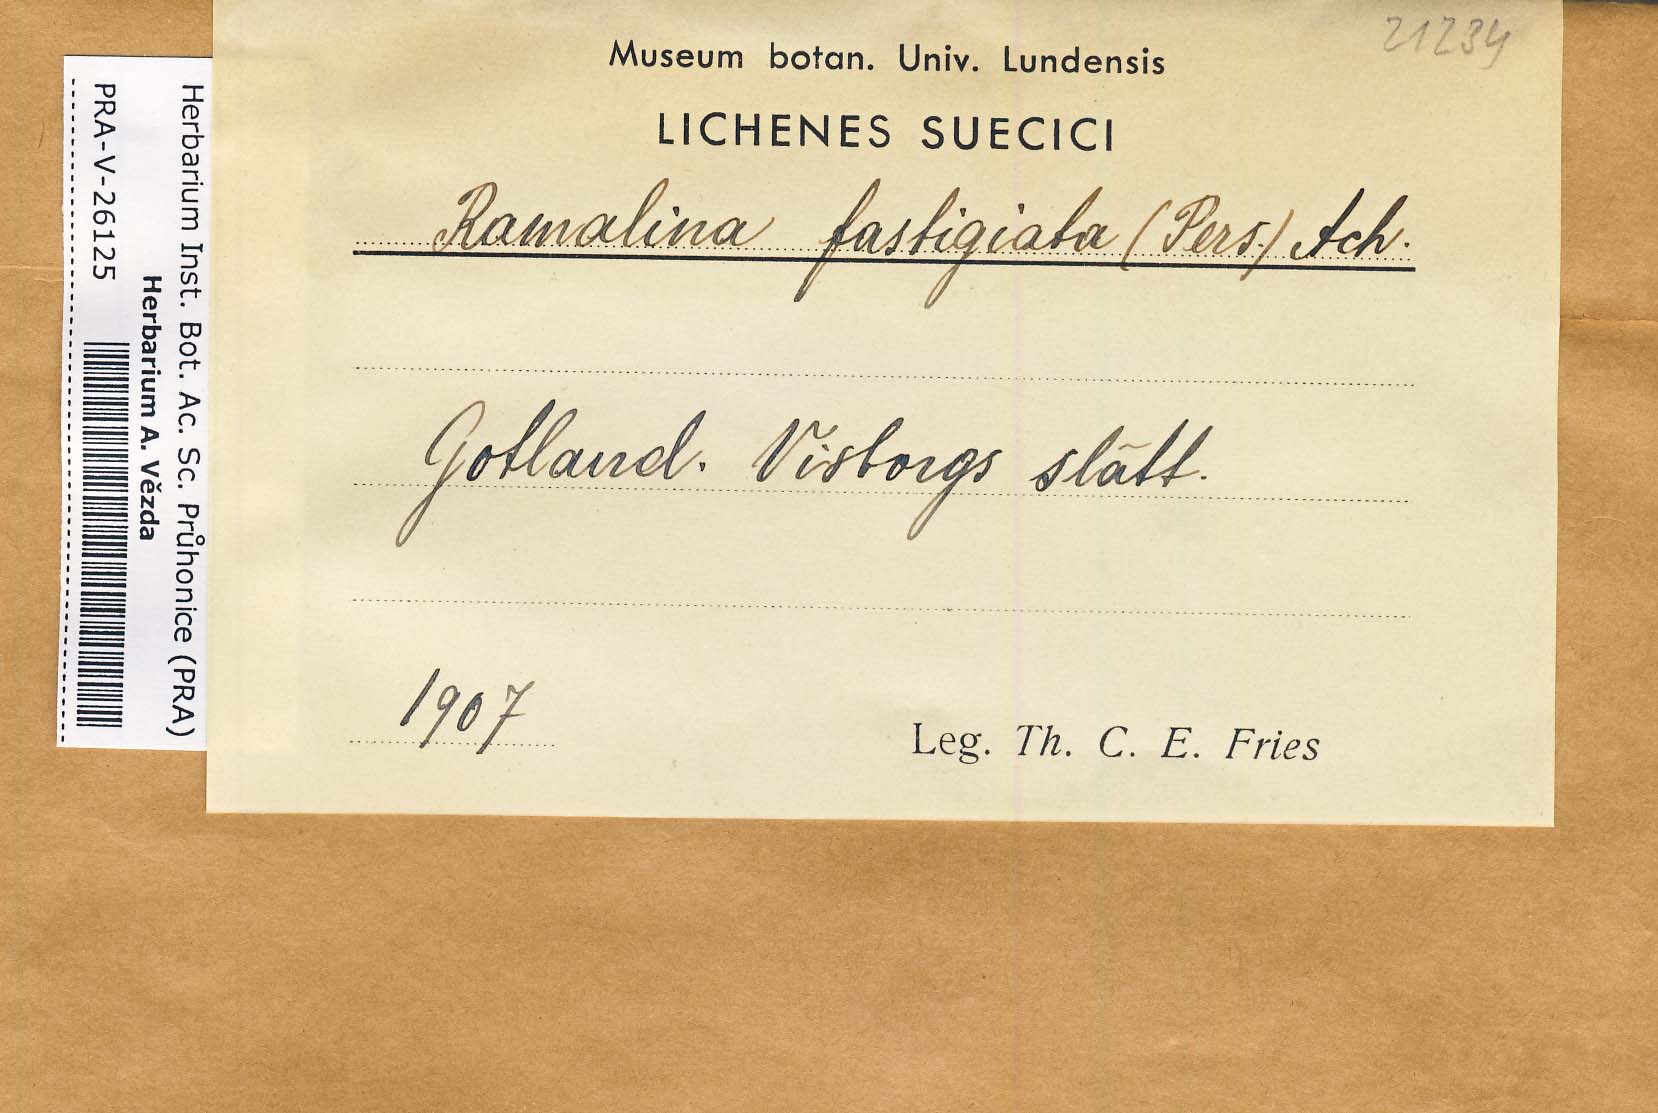 21234
Museum botan. Univ. Lundensis
LICHENES SUECICI
Ramalina fastigiata (Pers.) Ach.
Gotland. Visborgs slätt.
1907
Leg. Th. C. E. Fries
Herbarium Inst. Bot. Ac. Sc. Průhonice (PRA)
Herbarium A. Vězda
PRA-V-26125